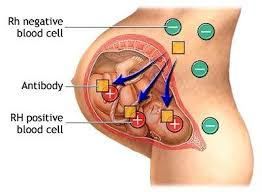 Rh negative
blood cell
Antibody
RH positive
blood cell